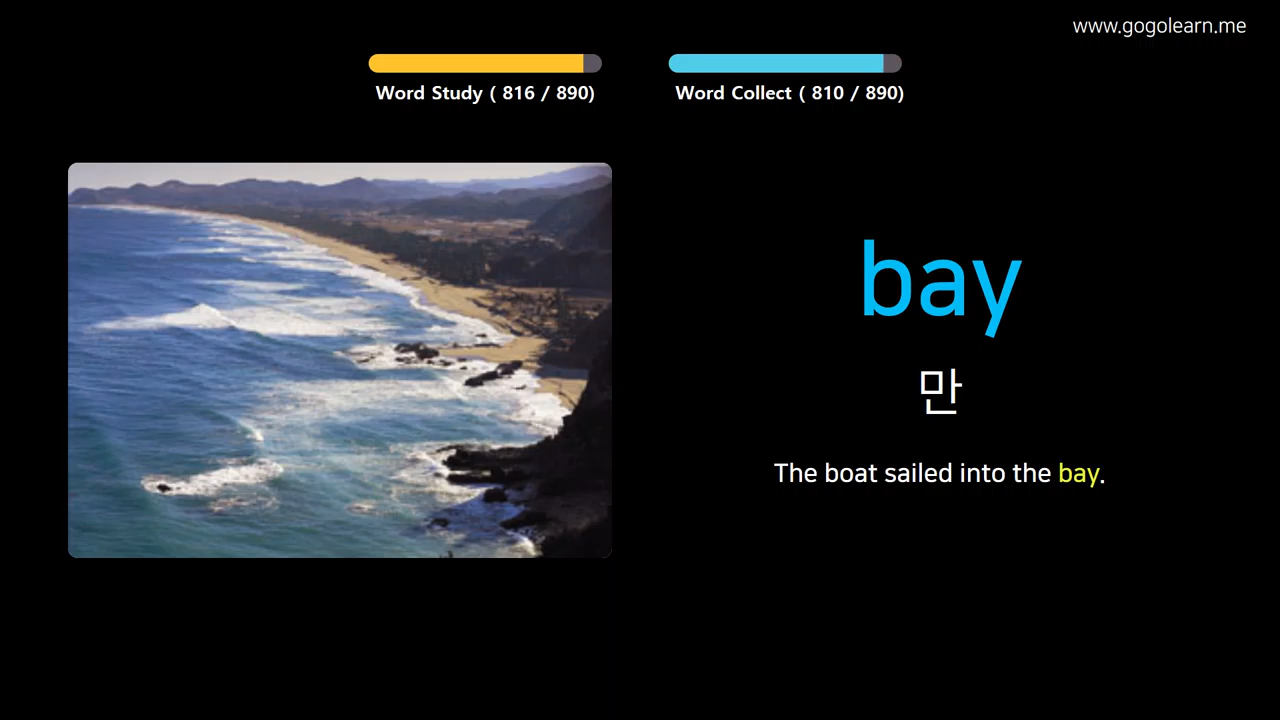 www.gogolearn.me
Word Study ( 816 / 890)
Word Collect ( 810 / 890)
bay
만
The boat sailed into the bay.